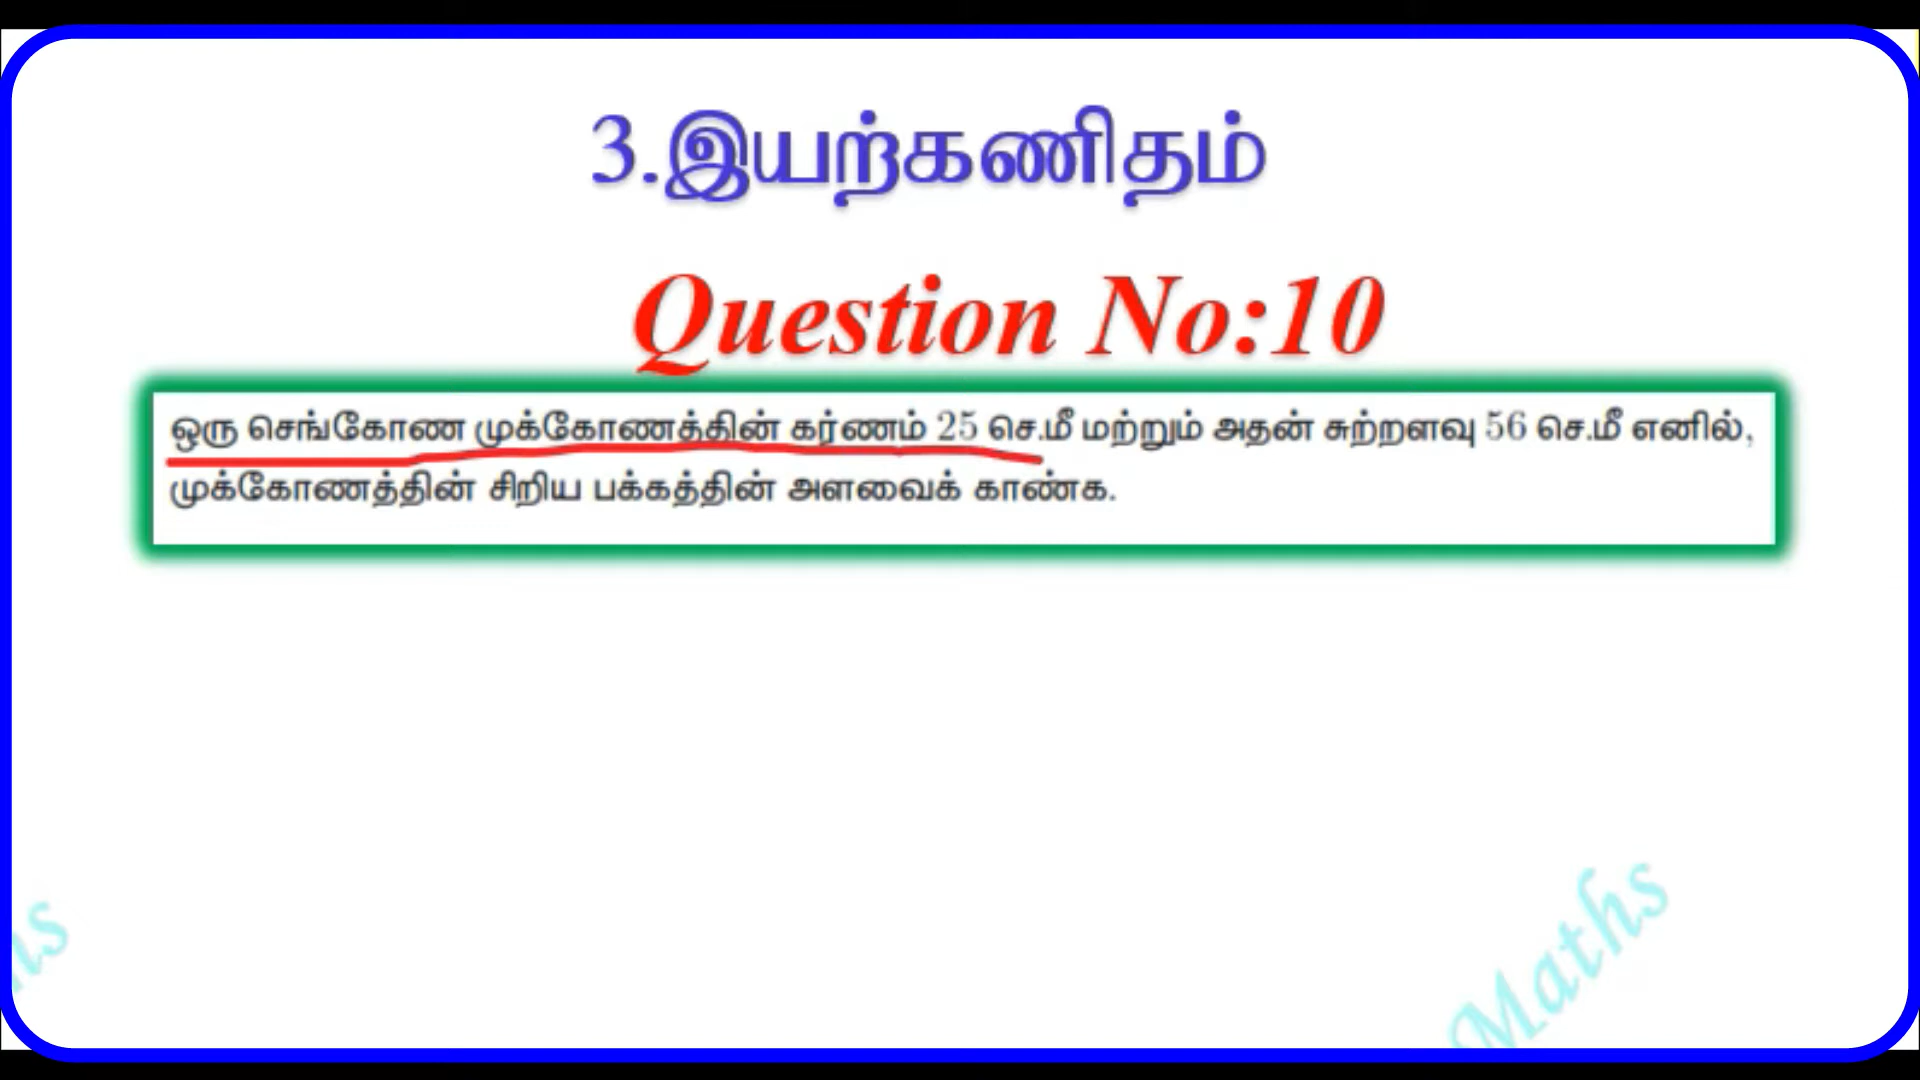 3.இயற்கணிதம்
Question No:10
ஒரு செங்கோண முக்கோணத்தின் கர்ணம் 25 செ.மீ மற்றும் அதன் சுற்றளவு 56 செ.மீ எனில்,
முக்கோணத்தின் சிறிய பக்கத்தின் அளவைக் காண்க.
Maths